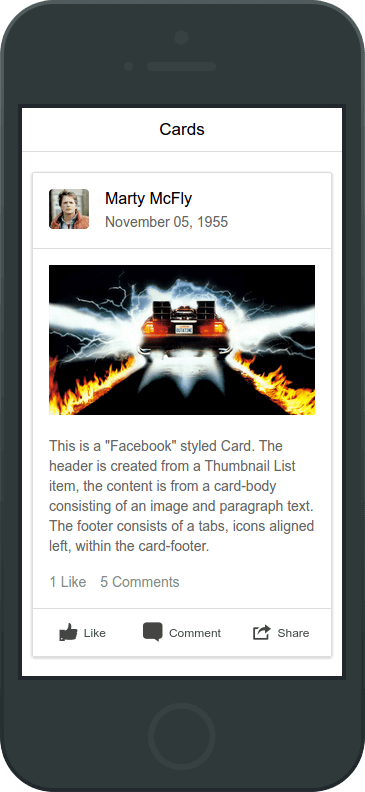 Cards
Marty McFly
November 05, 1955
This is a "Facebook" styled Card. The
header is created from a Thumbnail List
item, the content is from a card-body
consisting of an image and paragraph text.
The footer consists of a tabs, icons aligned
left, within the card-footer.
1 Like 5 Comments
Like Comment Share